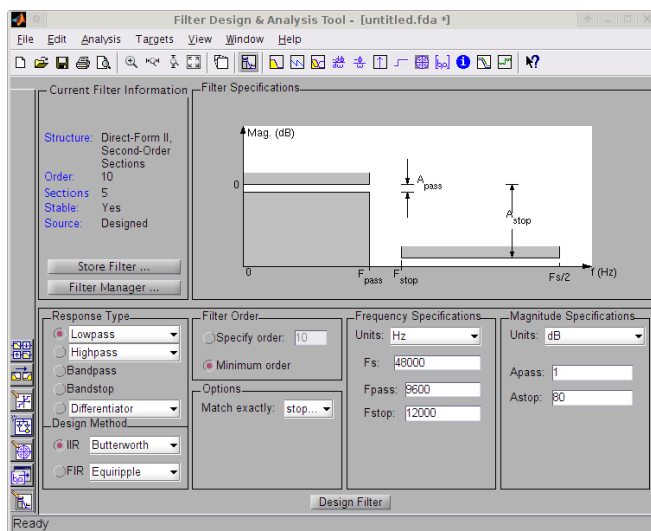 Filter Design & Analysis Tool - [untitled.fda *]
File Edit Analysis Targets View Window Help
Current Filter Information
Structure: Direct-Form II,
Second-Order
Sections
Order: 10
Sections 5
Stable: Yes
Source: Designed
Store Filter ...
Filter Manager ...
Filter Specifications
Mag. (dB)
0
A pass
A stop
0
F pass
F stop
Fs/2
f (Hz)
Response Type
Lowpass
Highpass
Bandpass
Bandstop
Differentiator
Design Method
IIR Butterworth
FIR Equiripple
Filter Order
Specify order: 10
Minimum order
Options
Match exactly: stop...
Frequency Specifications
Units: Hz
Fs: 48000
Fpass: 9600
Fstop: 12000
Magnitude Specifications
Units: dB
Apass: 1
Astop: 80
Design Filter
Ready